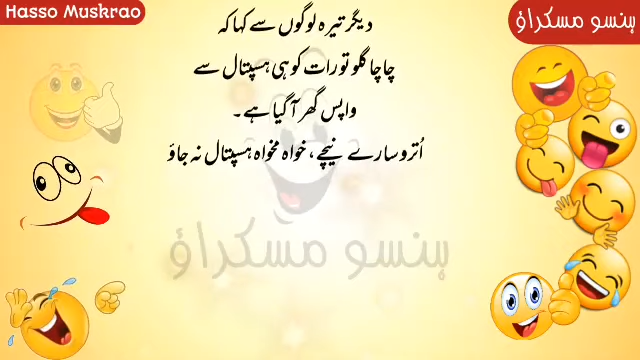 Hasso Muskrao
ہنسو مسکراؤ
دیگر تیرہ لوگوں سے کہا کہ
چاچا گلو تو رات کو ہی ہسپتال سے
واپس گھر آ گیا ہے۔
اُترو سارے نیچے، خواہ مخواہ ہسپتال نہ جاؤ
ہنسو مسکراؤ